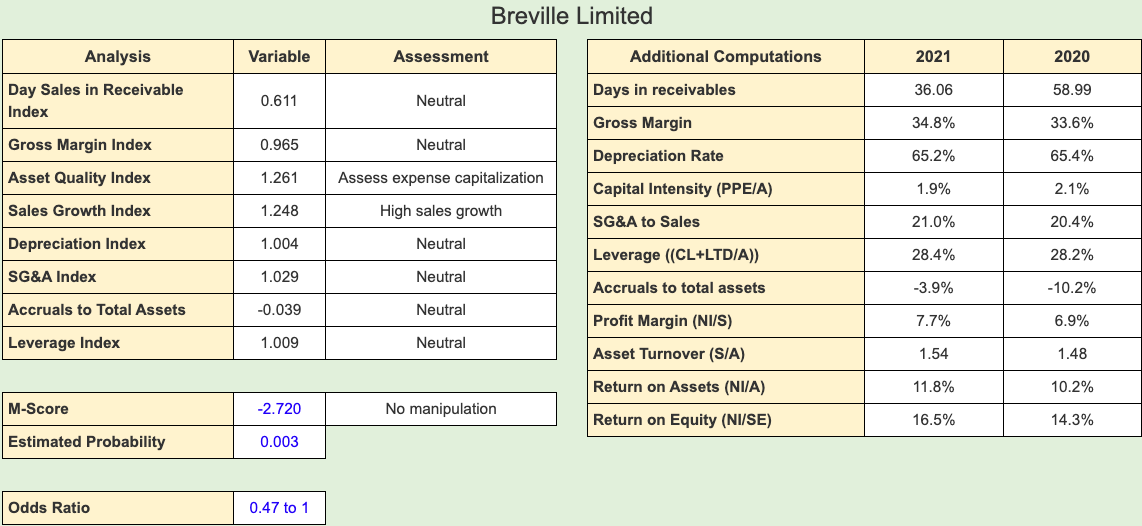 Breville Limited
Analysis Variable Assessment
Day Sales in Receivable
Index 0.611 Neutral
Gross Margin Index 0.965 Neutral
Asset Quality Index 1.261 Assess expense capitalization
Sales Growth Index 1.248 High sales growth
Depreciation Index 1.004 Neutral
SG&A Index 1.029 Neutral
Accruals to Total Assets -0.039 Neutral
Leverage Index 1.009 Neutral
M-Score -2.720 No manipulation
Estimated Probability 0.003
Odds Ratio 0.47 to 1
Additional Computations 2021 2020
Days in receivables 36.06 58.99
Gross Margin 34.8% 33.6%
Depreciation Rate 65.2% 65.4%
Capital Intensity (PPE/A) 1.9% 2.1%
SG&A to Sales 21.0% 20.4%
Leverage ((CL+LTD/A)) 28.4% 28.2%
Accruals to total assets -3.9% -10.2%
Profit Margin (NI/S) 7.7% 6.9%
Asset Turnover (S/A) 1.54 1.48
Return on Assets (NI/A) 11.8% 10.2%
Return on Equity (NI/SE) 16.5% 14.3%